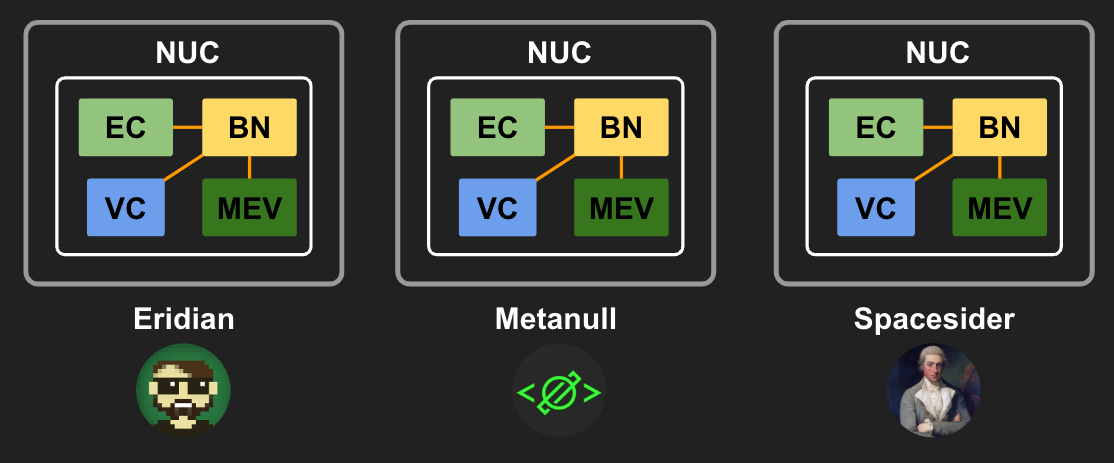 NUC
EC BN
VC MEV
Eridian
NUC
EC BN
VC MEV
Metanull
NUC
EC BN
VC MEV
Spacesider